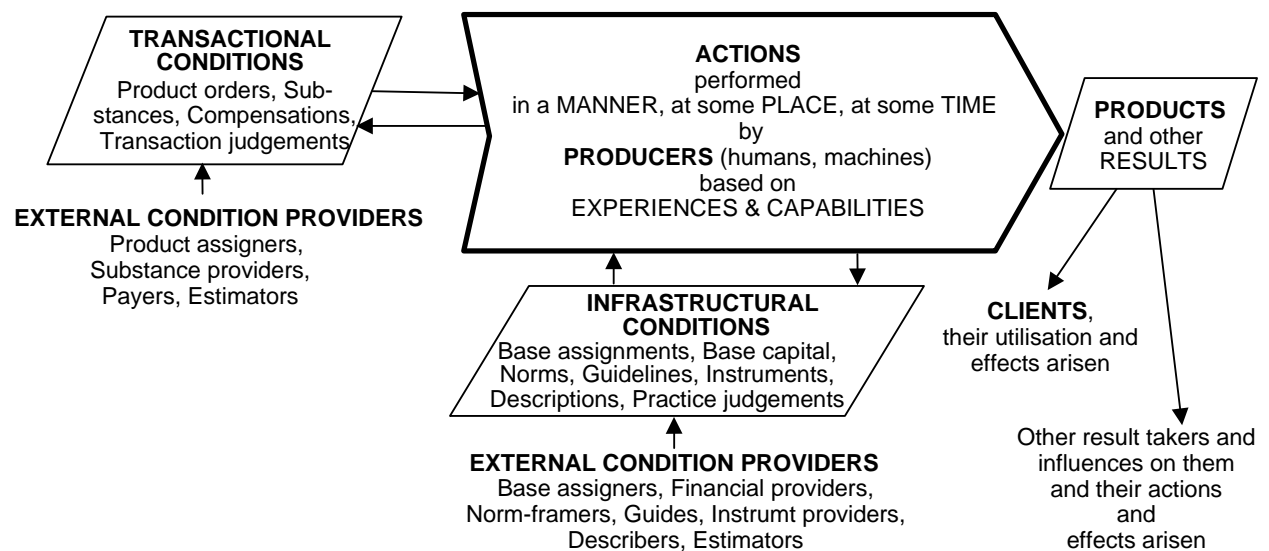 TRANSACTIONAL
CONDITIONS
Product orders, Sub-
stances, Compensations,
Transaction judgements
EXTERNAL CONDITION PROVIDERS
Product assigners,
Substance providers,
Payers, Estimators
ACTIONS
performed
in a MANNER, at some PLACE, at some TIME
by
PRODUCERS (humans, machines)
based on
EXPERIENCES & CAPABILITIES
INFRASTRUCTURAL
CONDITIONS
Base assignments, Base capital,
Norms, Guidelines, Instruments,
Descriptions, Practice judgements
EXTERNAL CONDITION PROVIDERS
Base assigners, Financial providers,
Norm-framers, Guides, Instrumt providers,
Describers, Estimators
PRODUCTS
and other
RESULTS
CLIENTS,
their utilisation and
effects arisen
Other result takers and
influences on them
and their actions
and
effects arisen